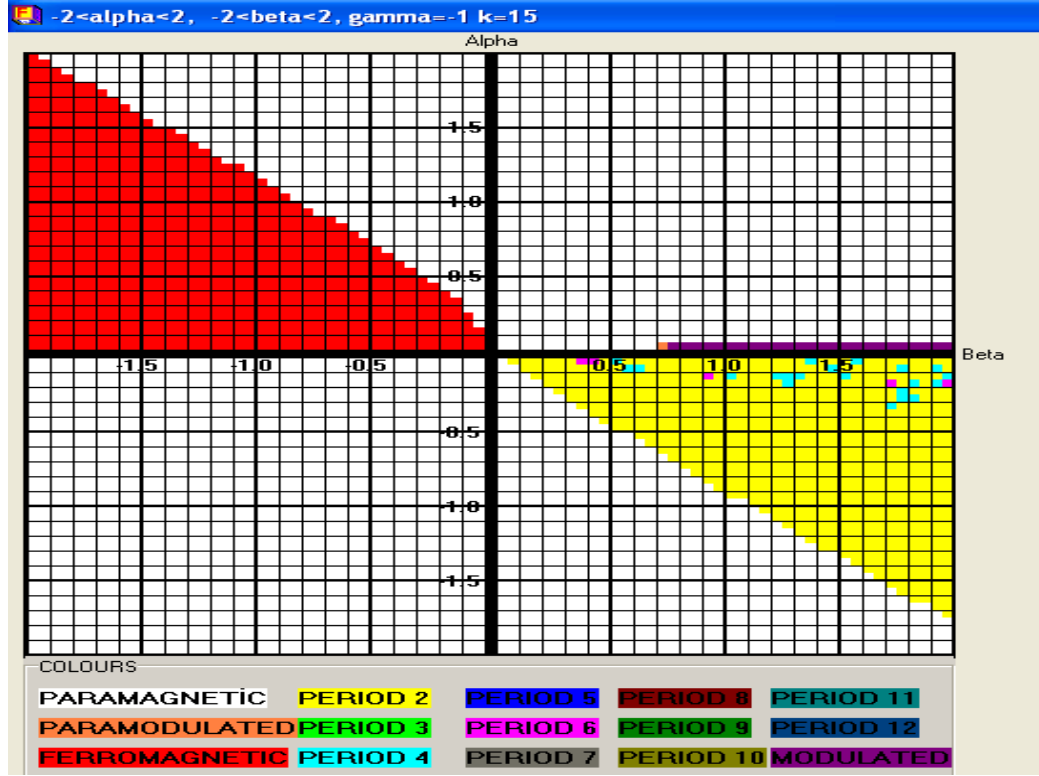 -2<alpha<2, -2<beta<2, gamma=-1 k=15
Alpha
1.5
1.0
0.5
-1.5 -1.0 -0.5 0.5 1.0 1.5 Beta
-0.5
-1.0
-1.5
COLOURS
PARAMAGNETİC PERIOD 2 PERIOD 5 PERIOD 8 PERIOD 11
PARAMODULATED PERIOD 3 PERIOD 6 PERIOD 9 PERIOD 12
FERROMAGNETIC PERIOD 4 PERIOD 7 PERIOD 10 MODULATED